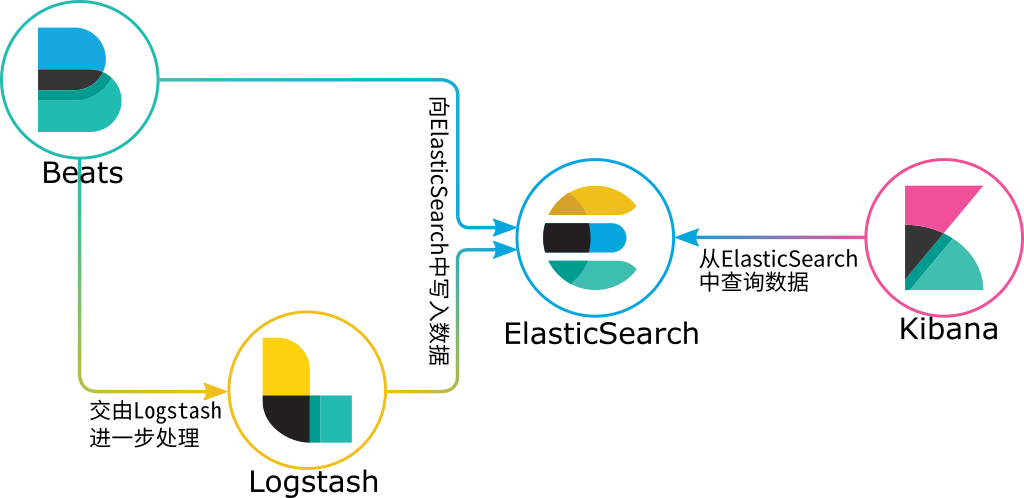 Beats
向ElasticSearch中写入数据
从ElasticSearch
中查询数据
ElasticSearch
Kibana
交由Logstash
进一步处理
Logstash